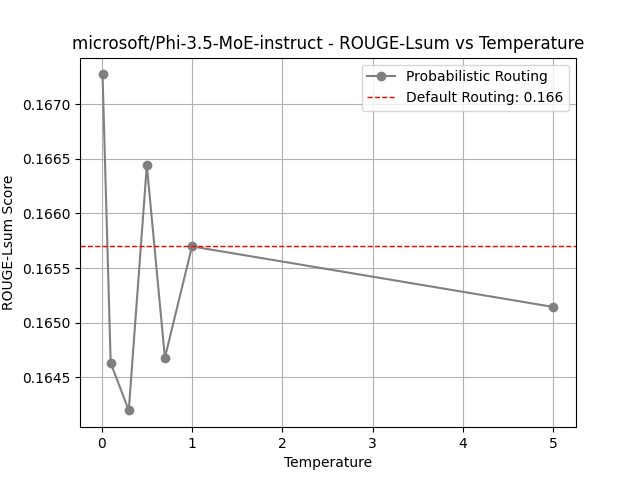 microsoft/Phi-3.5-MoE-instruct - ROUGE-Lsum vs Temperature
Probabilistic Routing
Default Routing: 0.166
0.1670
0.1665
0.1660
0.1655
0.1650
0.1645
ROUGE-Lsum Score
0 1 2 3 4 5
Temperature